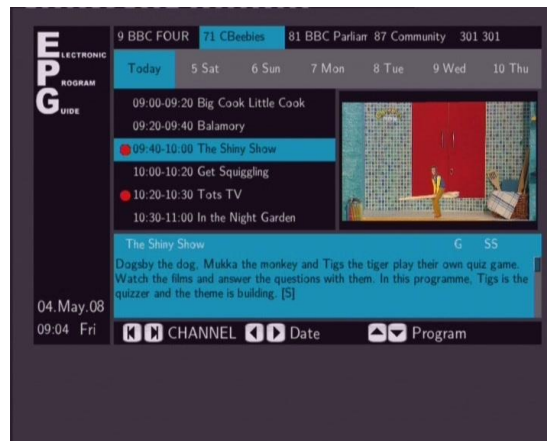 9 BBC FOUR 71 CBeebies 81 BBC Parliam 87 Community 301 301
ELECTRONIC
PROGRAM
GUIDE
Today 5 Sat 6 Sun 7 Mon 8 Tue 9 Wed 10 Thu
09:00-09:20 Big Cook Little Cook
09:20-09:40 Balamory
09:40-10:00 The Shiny Show
10:00-10:20 Get Squiggling
10:20-10:30 Tots TV
10:30-11:00 In the Night Garden
The Shiny Show G S5
Dogsby the dog, Mukka the monkey and Tigs the tiger play their own quiz game.
Watch the films and answer the questions with them. In this programme, Tigs is the
quizzer and the theme is building. [S]
04.May.08
09:04 Fri
CHANNEL Date Program